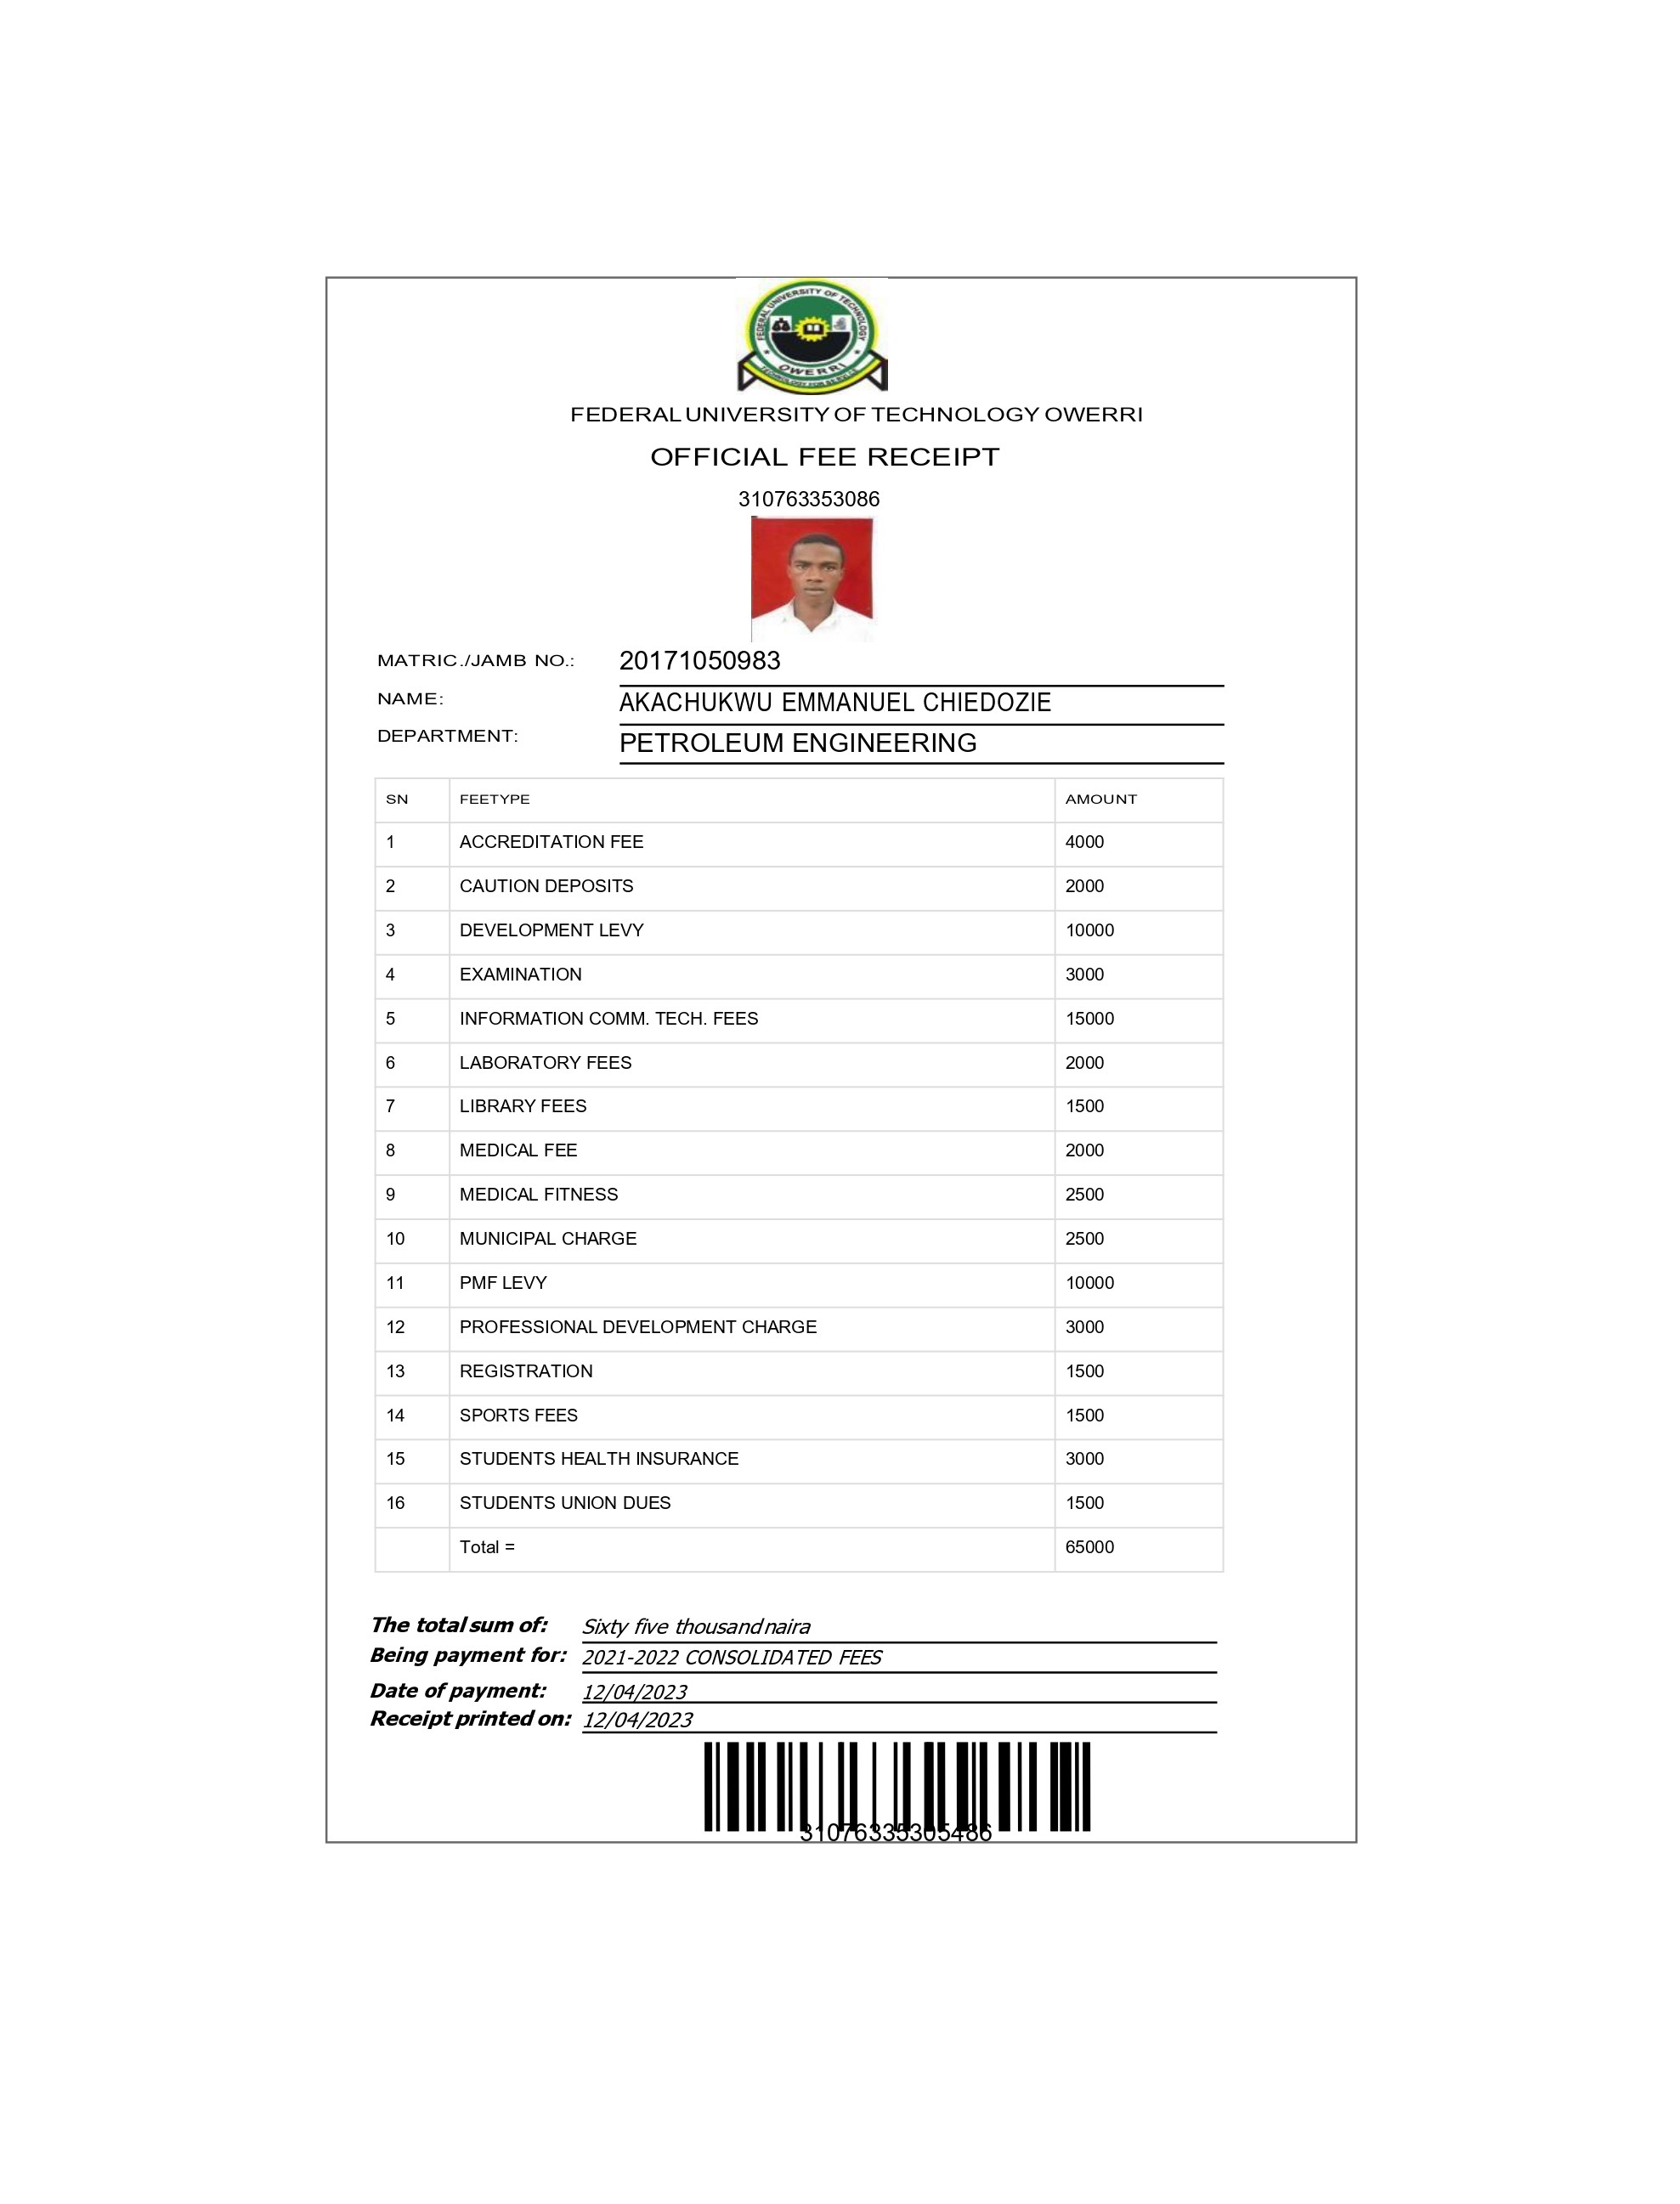 FEDERAL UNIVERSITY OF TECHNOLOGY
OWERRI
TECHNOLOGY FOR SERVICE
FEDERAL UNIVERSITY OF TECHNOLOGY OWERRI
OFFICIAL FEE RECEIPT
310763353086
MATRIC./JAMB NO.: 20171050983
NAME: AKACHUKWU EMMANUEL CHIEDOZIE
DEPARTMENT: PETROLEUM ENGINEERING
SN FEETYPE AMOUNT
1 ACCREDITATION FEE 4000
2 CAUTION DEPOSITS 2000
3 DEVELOPMENT LEVY 10000
4 EXAMINATION 3000
5 INFORMATION COMM. TECH. FEES 15000
6 LABORATORY FEES 2000
7 LIBRARY FEES 1500
8 MEDICAL FEE 2000
9 MEDICAL FITNESS 2500
10 MUNICIPAL CHARGE 2500
11 PMF LEVY 10000
12 PROFESSIONAL DEVELOPMENT CHARGE 3000
13 REGISTRATION 1500
14 SPORTS FEES 1500
15 STUDENTS HEALTH INSURANCE 3000
16 STUDENTS UNION DUES 1500
Total = 65000
The total sum of: Sixty five thousand naira
Being payment for: 2021-2022 CONSOLIDATED FEES
Date of payment: 12/04/2023
Receipt printed on: 12/04/2023
31076335305486